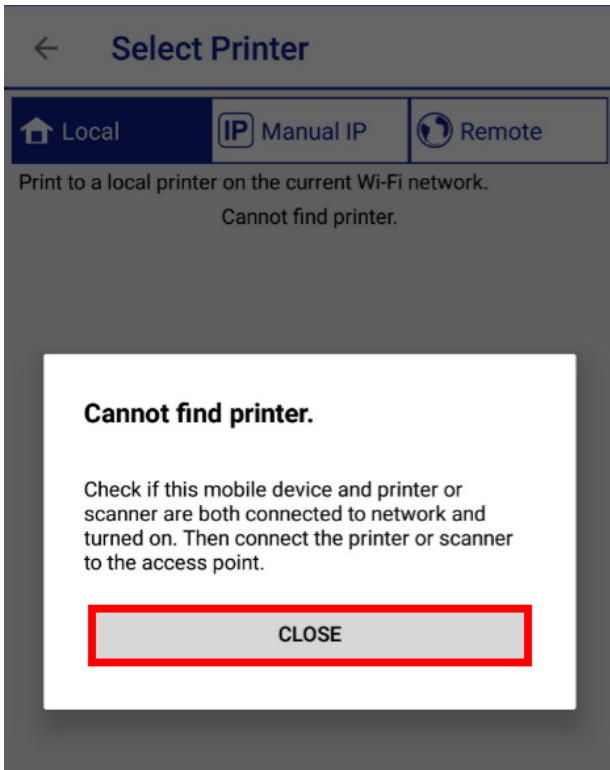 Select Printer
Local
IP Manual IP
Remote
Print to a local printer on the current Wi-Fi network.
Cannot find printer.
Cannot find printer.
Check if this mobile device and printer or
scanner are both connected to network and
turned on. Then connect the printer or scanner
to the access point.
CLOSE